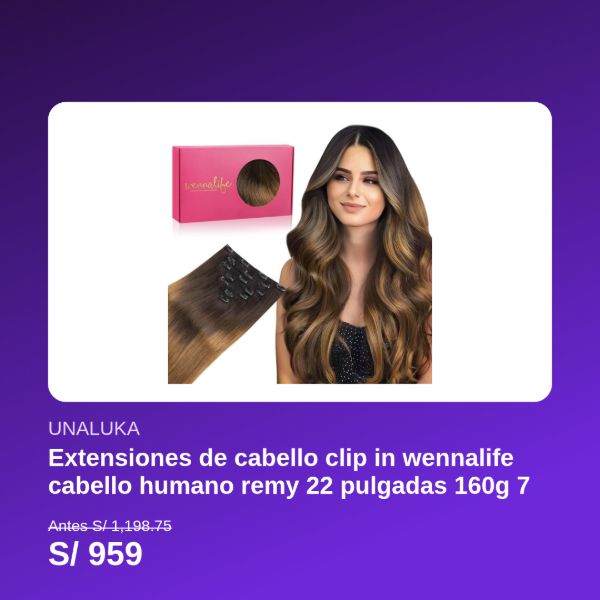 wennalife
UNALUKA
Extensiones de cabello clip in wennalife
cabello humano remy 22 pulgadas 160g 7
Antes S/ 1,198.75
S/ 959